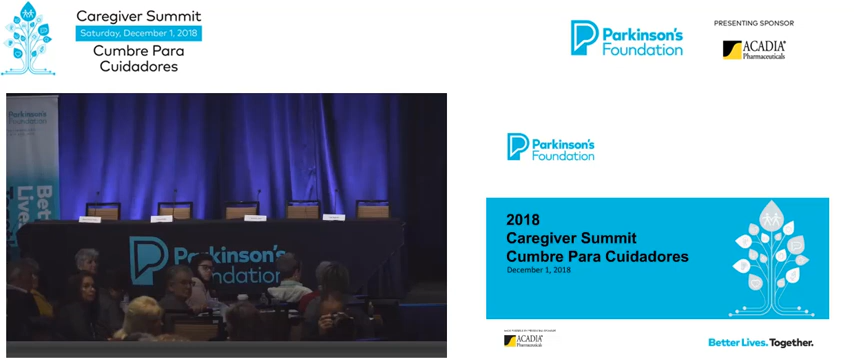 Caregiver Summit
Saturday, December 1, 2018
Cumbre Para
Cuidadores
Parkinson's
Foundation
PRESENTING SPONSOR
ACADIA®
Pharmaceuticals
Parkinson's
Parkinson's
Foundation
Parkinson's
Foundation
2018
Caregiver Summit
Cumbre Para Cuidadores
December 1, 2018
ACADIA
Pharmaceuticals
Better Lives. Together.